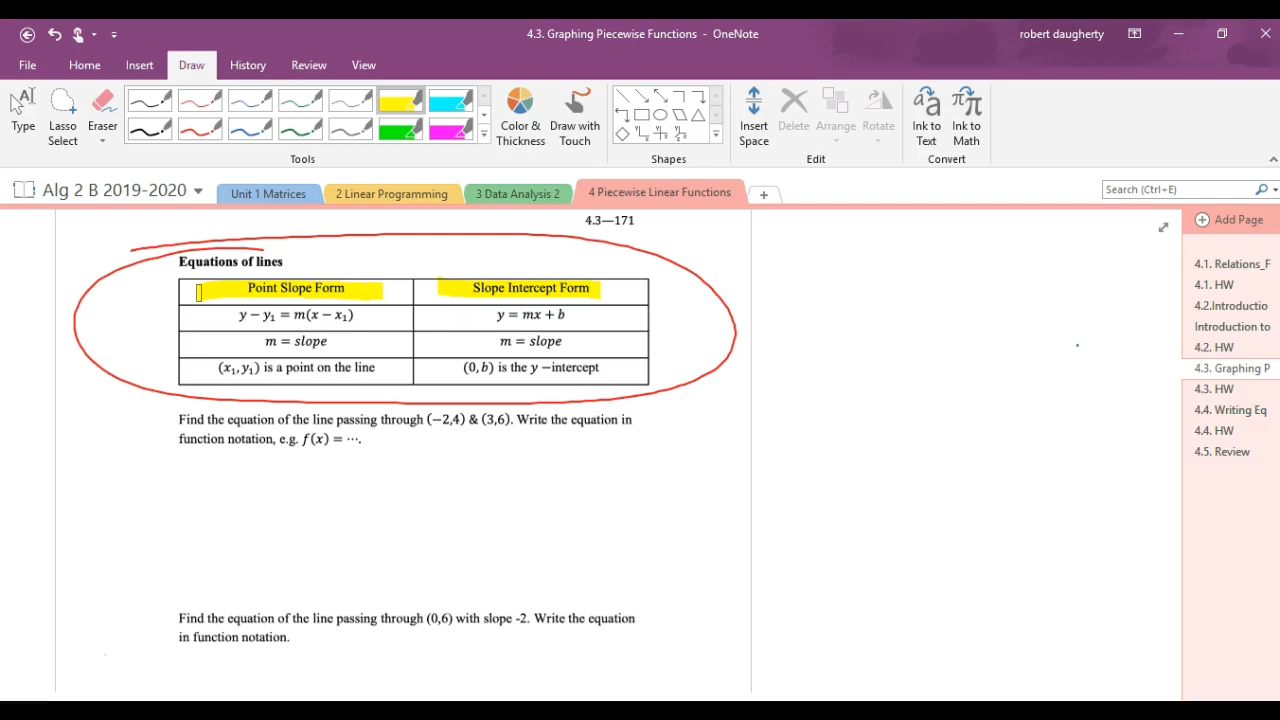 4.3. Graphing Piecewise Functions - OneNote
robert daugherty
File Home Insert Draw History Review View
Type
Lasso Select
Eraser
Color & Thickness
Draw with Touch
Insert Space
Delete
Arrange
Rotate
Ink to Text
Ink to Math
Tools
Shapes
Edit
Convert
Alg 2 B 2019-2020
Unit 1 Matrices
2 Linear Programming
3 Data Analysis 2
4 Piecewise Linear Functions
Search (Ctrl+E)
Add Page
4.1. Relations_F
4.1. HW
4.2.Introductio
Introduction to
4.2. HW
4.3. Graphing P
4.3. HW
4.4. Writing Eq
4.4. HW
4.5. Review
4.3—171
Equations of lines
Point Slope Form Slope Intercept Form
y − y₁ = m(x − x₁) y = mx + b
m = slope m = slope
(x₁, y₁) is a point on the line (0, b) is the y −intercept
Find the equation of the line passing through (−2,4) & (3,6). Write the equation in
function notation, e.g. f(x) = ⋯.
Find the equation of the line passing through (0,6) with slope -2. Write the equation
in function notation.